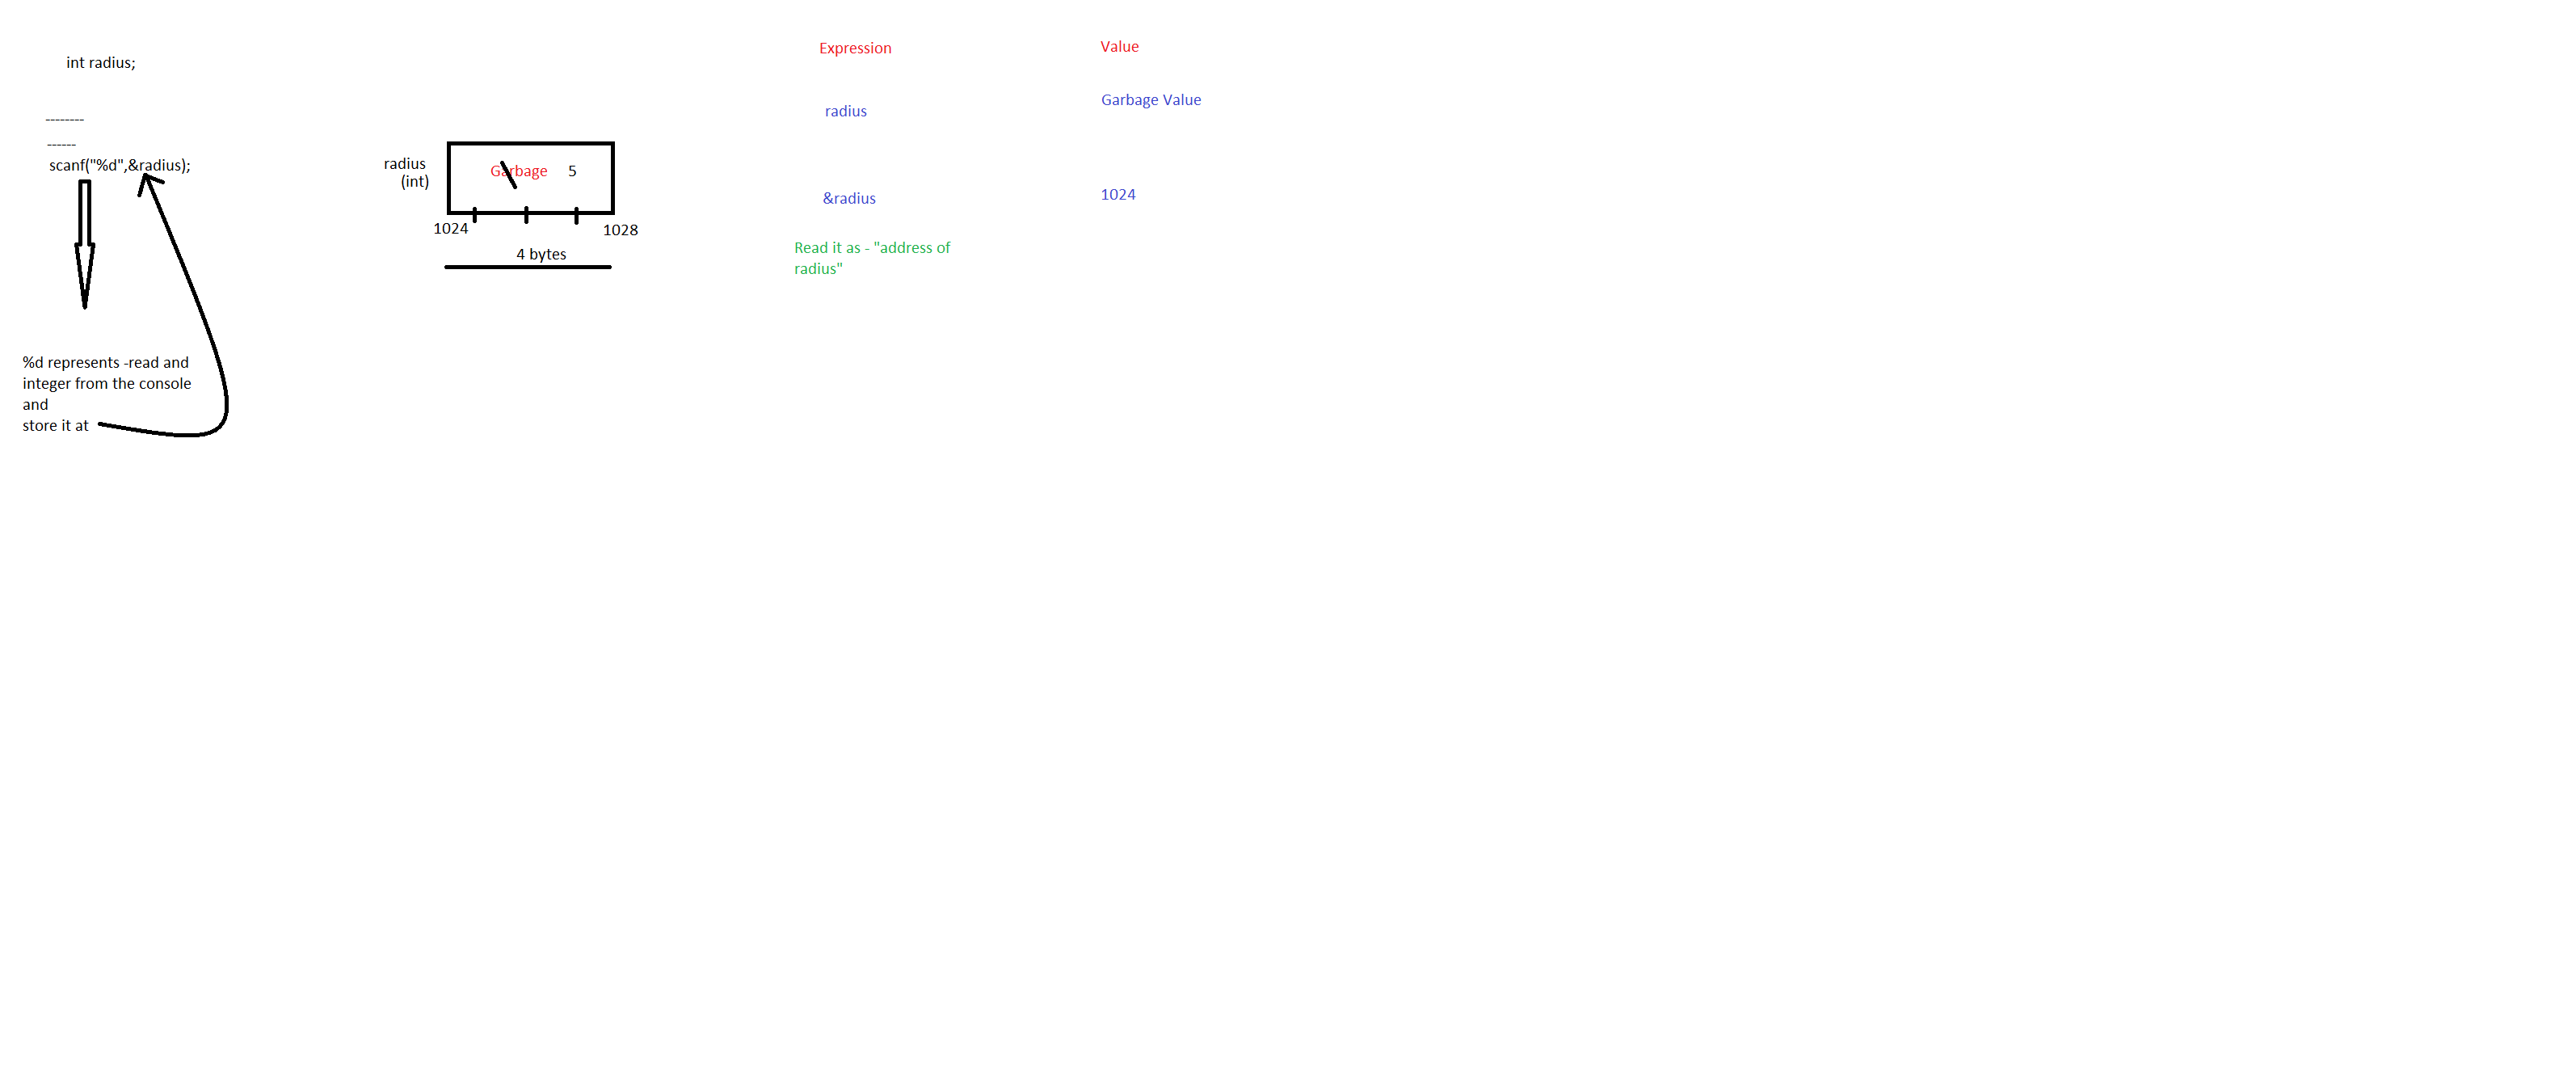 int radius;
--------
------
scanf("%d",&radius);
%d represents -read and
integer from the console
and
store it at
radius
(int)
Garbage 5
1024
1028
4 bytes
Expression
Value
radius
Garbage Value
&radius
1024
Read it as - "address of
radius"